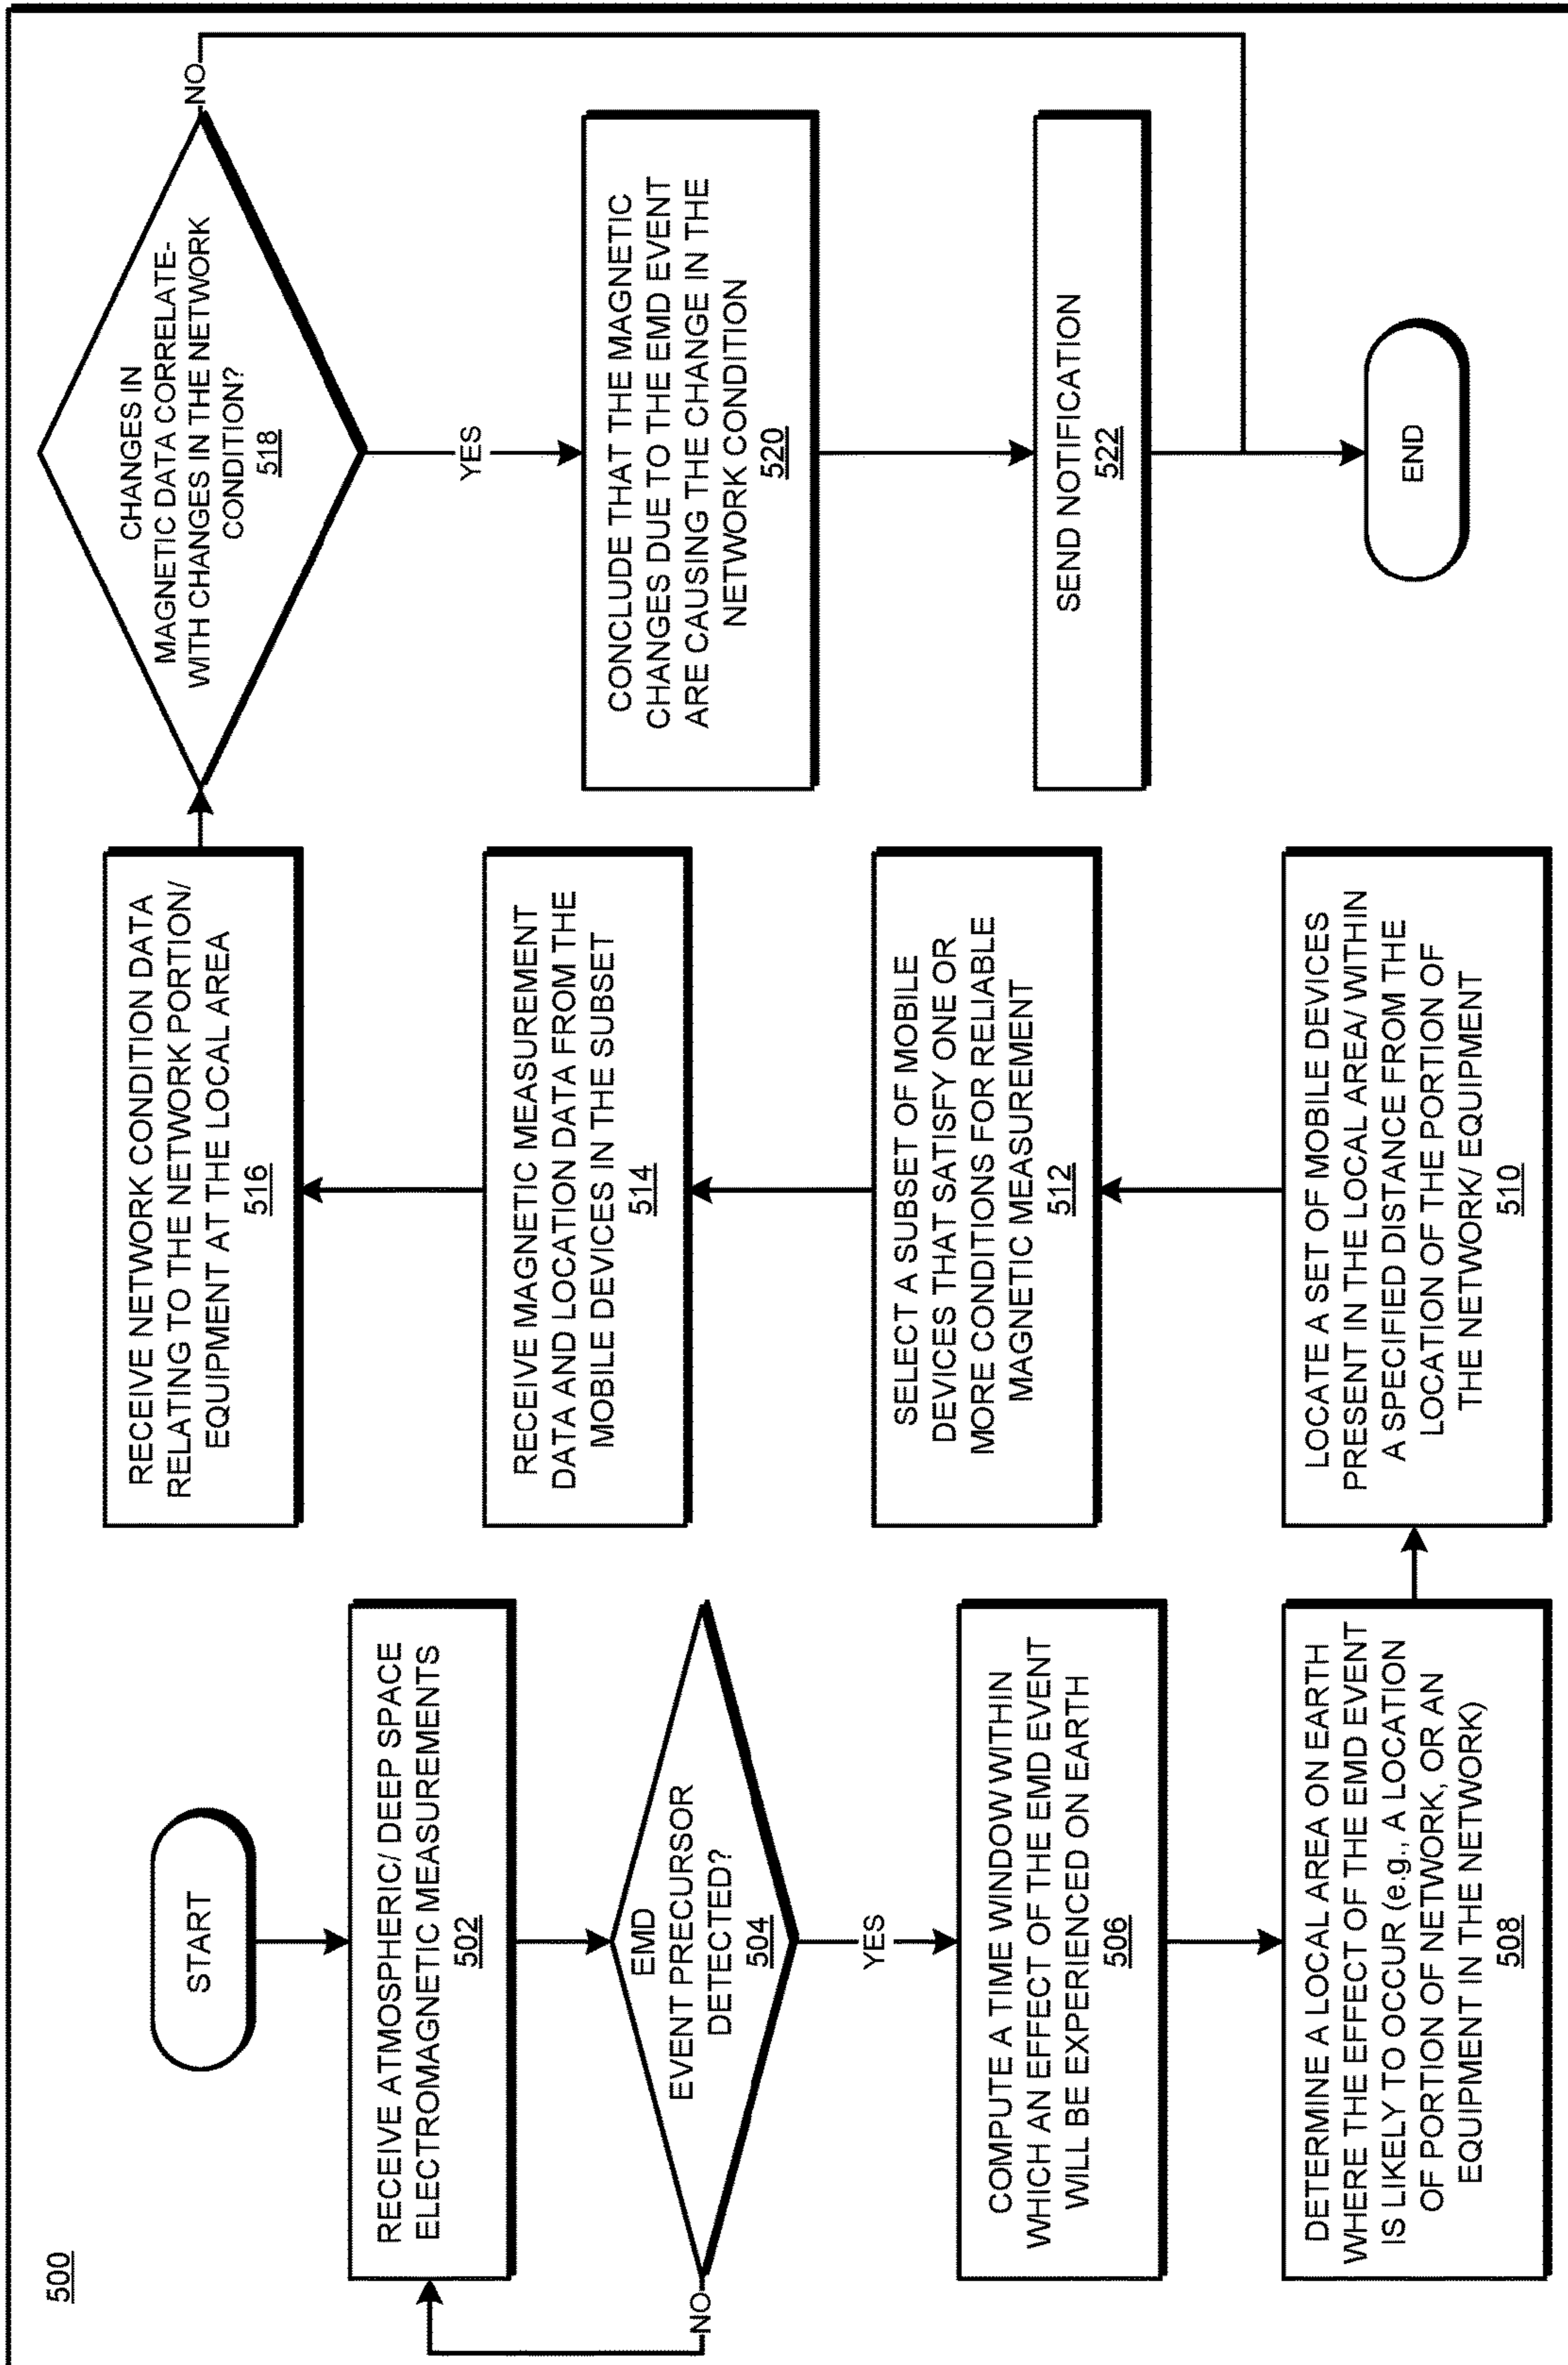 500
START
RECEIVE ATMOSPHERIC/ DEEP SPACE
ELECTROMAGNETIC MEASUREMENTS
502
EMD
EVENT PRECURSOR
DETECTED?
504
NO
YES
COMPUTE A TIME WINDOW WITHIN
WHICH AN EFFECT OF THE EMD EVENT
WILL BE EXPERIENCED ON EARTH
506
DETERMINE A LOCAL AREA ON EARTH
WHERE THE EFFECT OF THE EMD EVENT
IS LIKELY TO OCCUR (e.g., A LOCATION
OF PORTION OF NETWORK, OR AN
EQUIPMENT IN THE NETWORK)
508
LOCATE A SET OF MOBILE DEVICES
PRESENT IN THE LOCAL AREA/ WITHIN
A SPECIFIED DISTANCE FROM THE
LOCATION OF THE PORTION OF
THE NETWORK/ EQUIPMENT
510
SELECT A SUBSET OF MOBILE
DEVICES THAT SATISFY ONE OR
MORE CONDITIONS FOR RELIABLE
MAGNETIC MEASUREMENT
512
RECEIVE MAGNETIC MEASUREMENT
DATA AND LOCATION DATA FROM THE
MOBILE DEVICES IN THE SUBSET
514
RECEIVE NETWORK CONDITION DATA
RELATING TO THE NETWORK PORTION/
EQUIPMENT AT THE LOCAL AREA
516
CHANGES IN
MAGNETIC DATA CORRELATE-
WITH CHANGES IN THE NETWORK
CONDITION?
518
NO
YES
CONCLUDE THAT THE MAGNETIC
CHANGES DUE TO THE EMD EVENT
ARE CAUSING THE CHANGE IN THE
NETWORK CONDITION
520
SEND NOTIFICATION
522
END